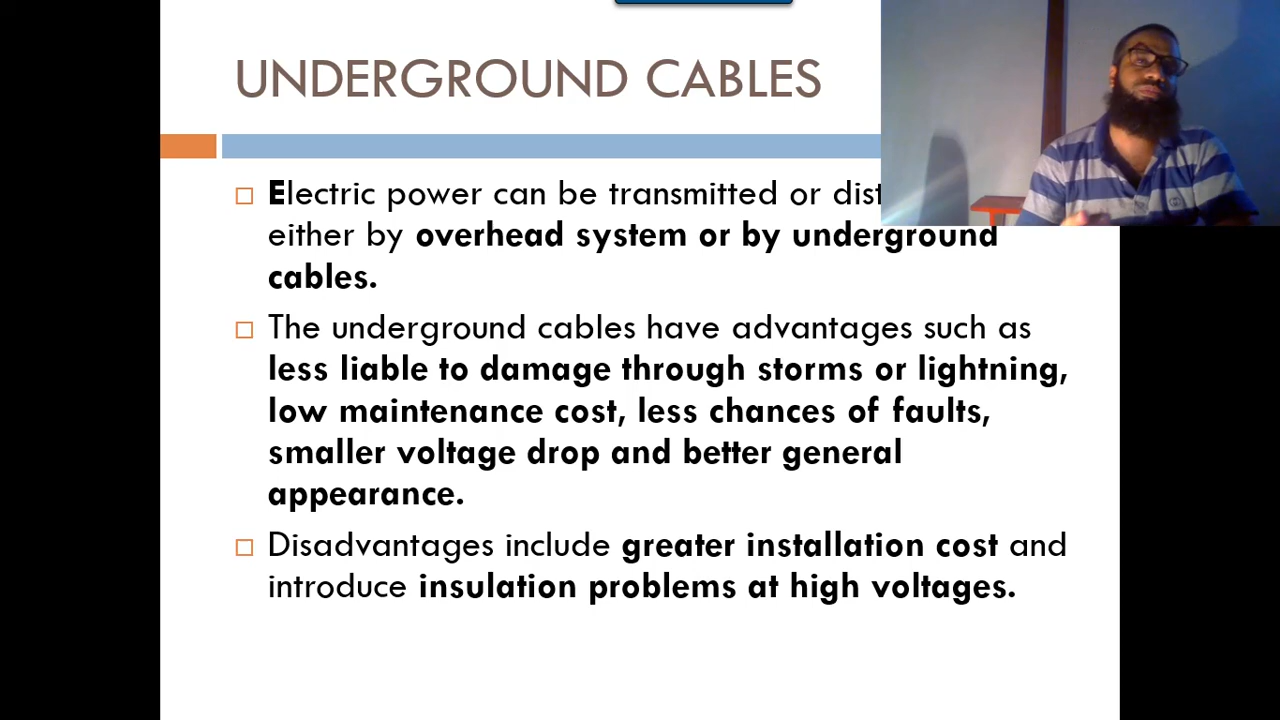 UNDERGROUND CABLES
Electric power can be transmitted or
either by overhead system or by underground
cables.
The underground cables have advantages such as
less liable to damage through storms or lightning,
low maintenance cost, less chances of faults,
smaller voltage drop and better general
appearance.
Disadvantages include greater installation cost and
introduce insulation problems at high voltages.